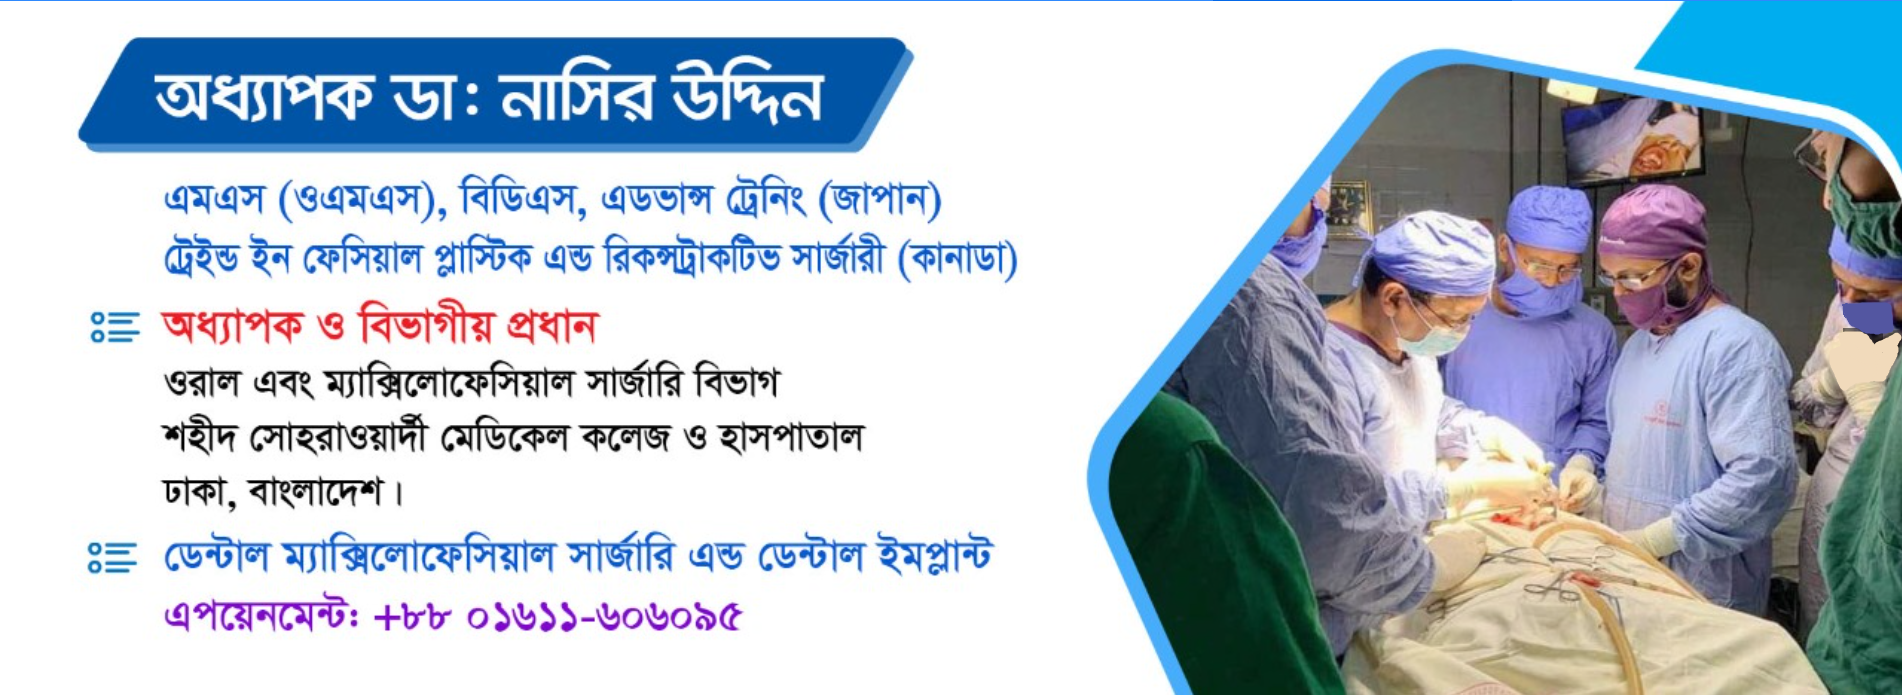 অধ্যাপক ডা: নাসির উদ্দিন
এমএস (ওএমএস), বিডিএস, এডভান্স ট্রেনিং (জাপান)
ট্রেইন্ড ইন ফেসিয়াল প্লাস্টিক এন্ড রিকন্সট্রাকটিভ সার্জারী (কানাডা)
অধ্যাপক ও বিভাগীয় প্রধান
ওরাল এবং ম্যাক্সিলোফেসিয়াল সার্জারি বিভাগ
শহীদ সোহরাওয়ার্দী মেডিকেল কলেজ ও হাসপাতাল
ঢাকা, বাংলাদেশ।
ডেন্টাল ম্যাক্সিলোফেসিয়াল সার্জারি এন্ড ডেন্টাল ইমপ্লান্ট
এপয়েনমেন্ট: +৮৮ ০১৬১১-৬০৬০৯৫